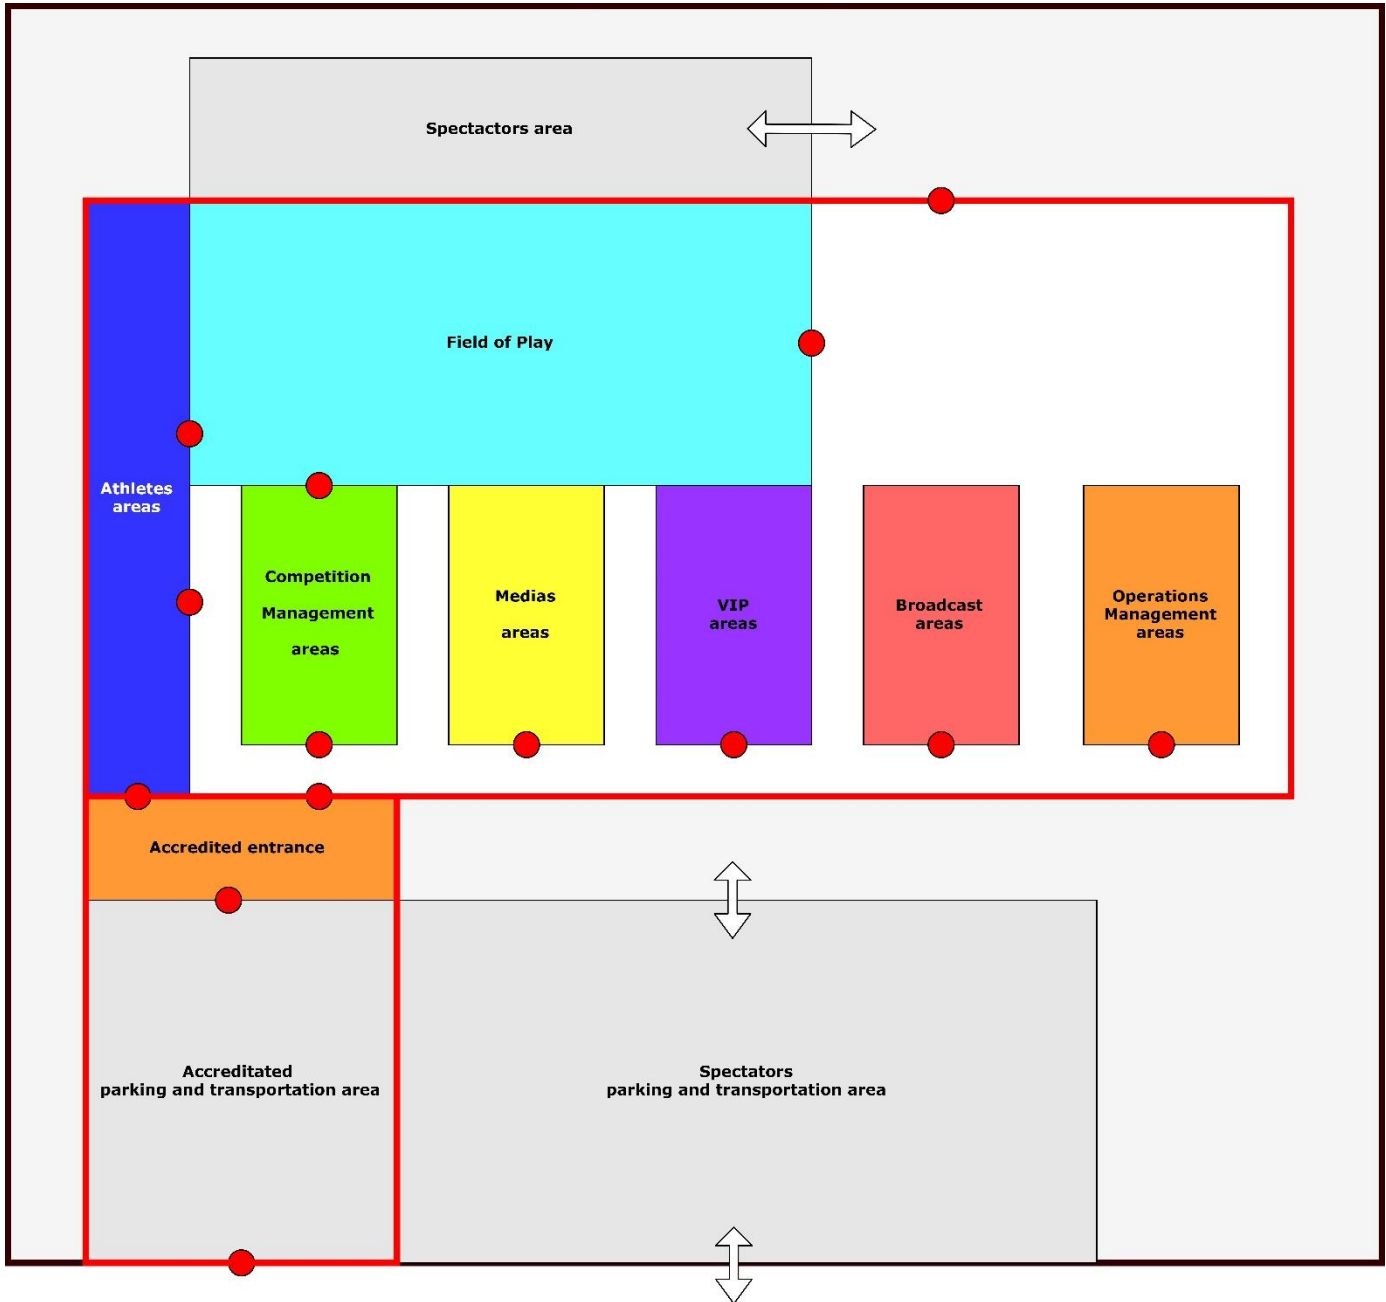 Spectactors area
Field of Play
Athletes
areas
Competition
Management
areas
Medias
areas
VIP
areas
Broadcast
areas
Operations
Management
areas
Accredited entrance
Accreditated
parking and transportation area
Spectators
parking and transportation area